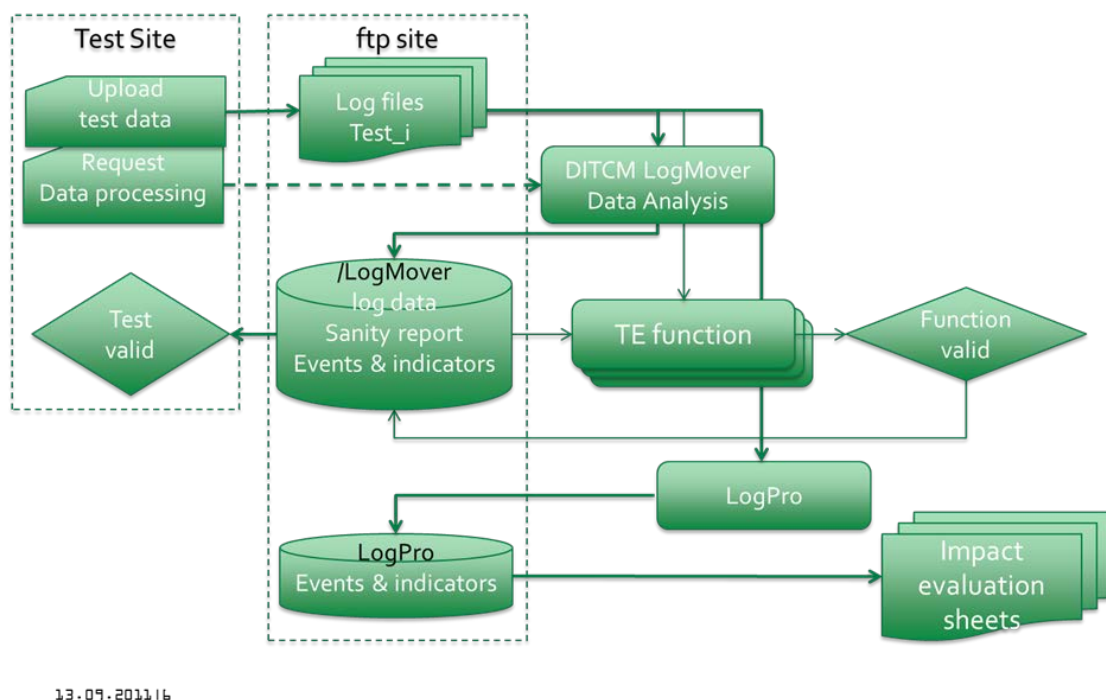 Test Site
ftp site
Upload
test data
Log files
Test_i
Request
Data processing
DITCM LogMover
Data Analysis
/LogMover
log data
Sanity report
Events & indicators
Test
valid
TE function
Function
valid
LogPro
LogPro
Events & indicators
Impact
evaluation
sheets
13.09.2011|6